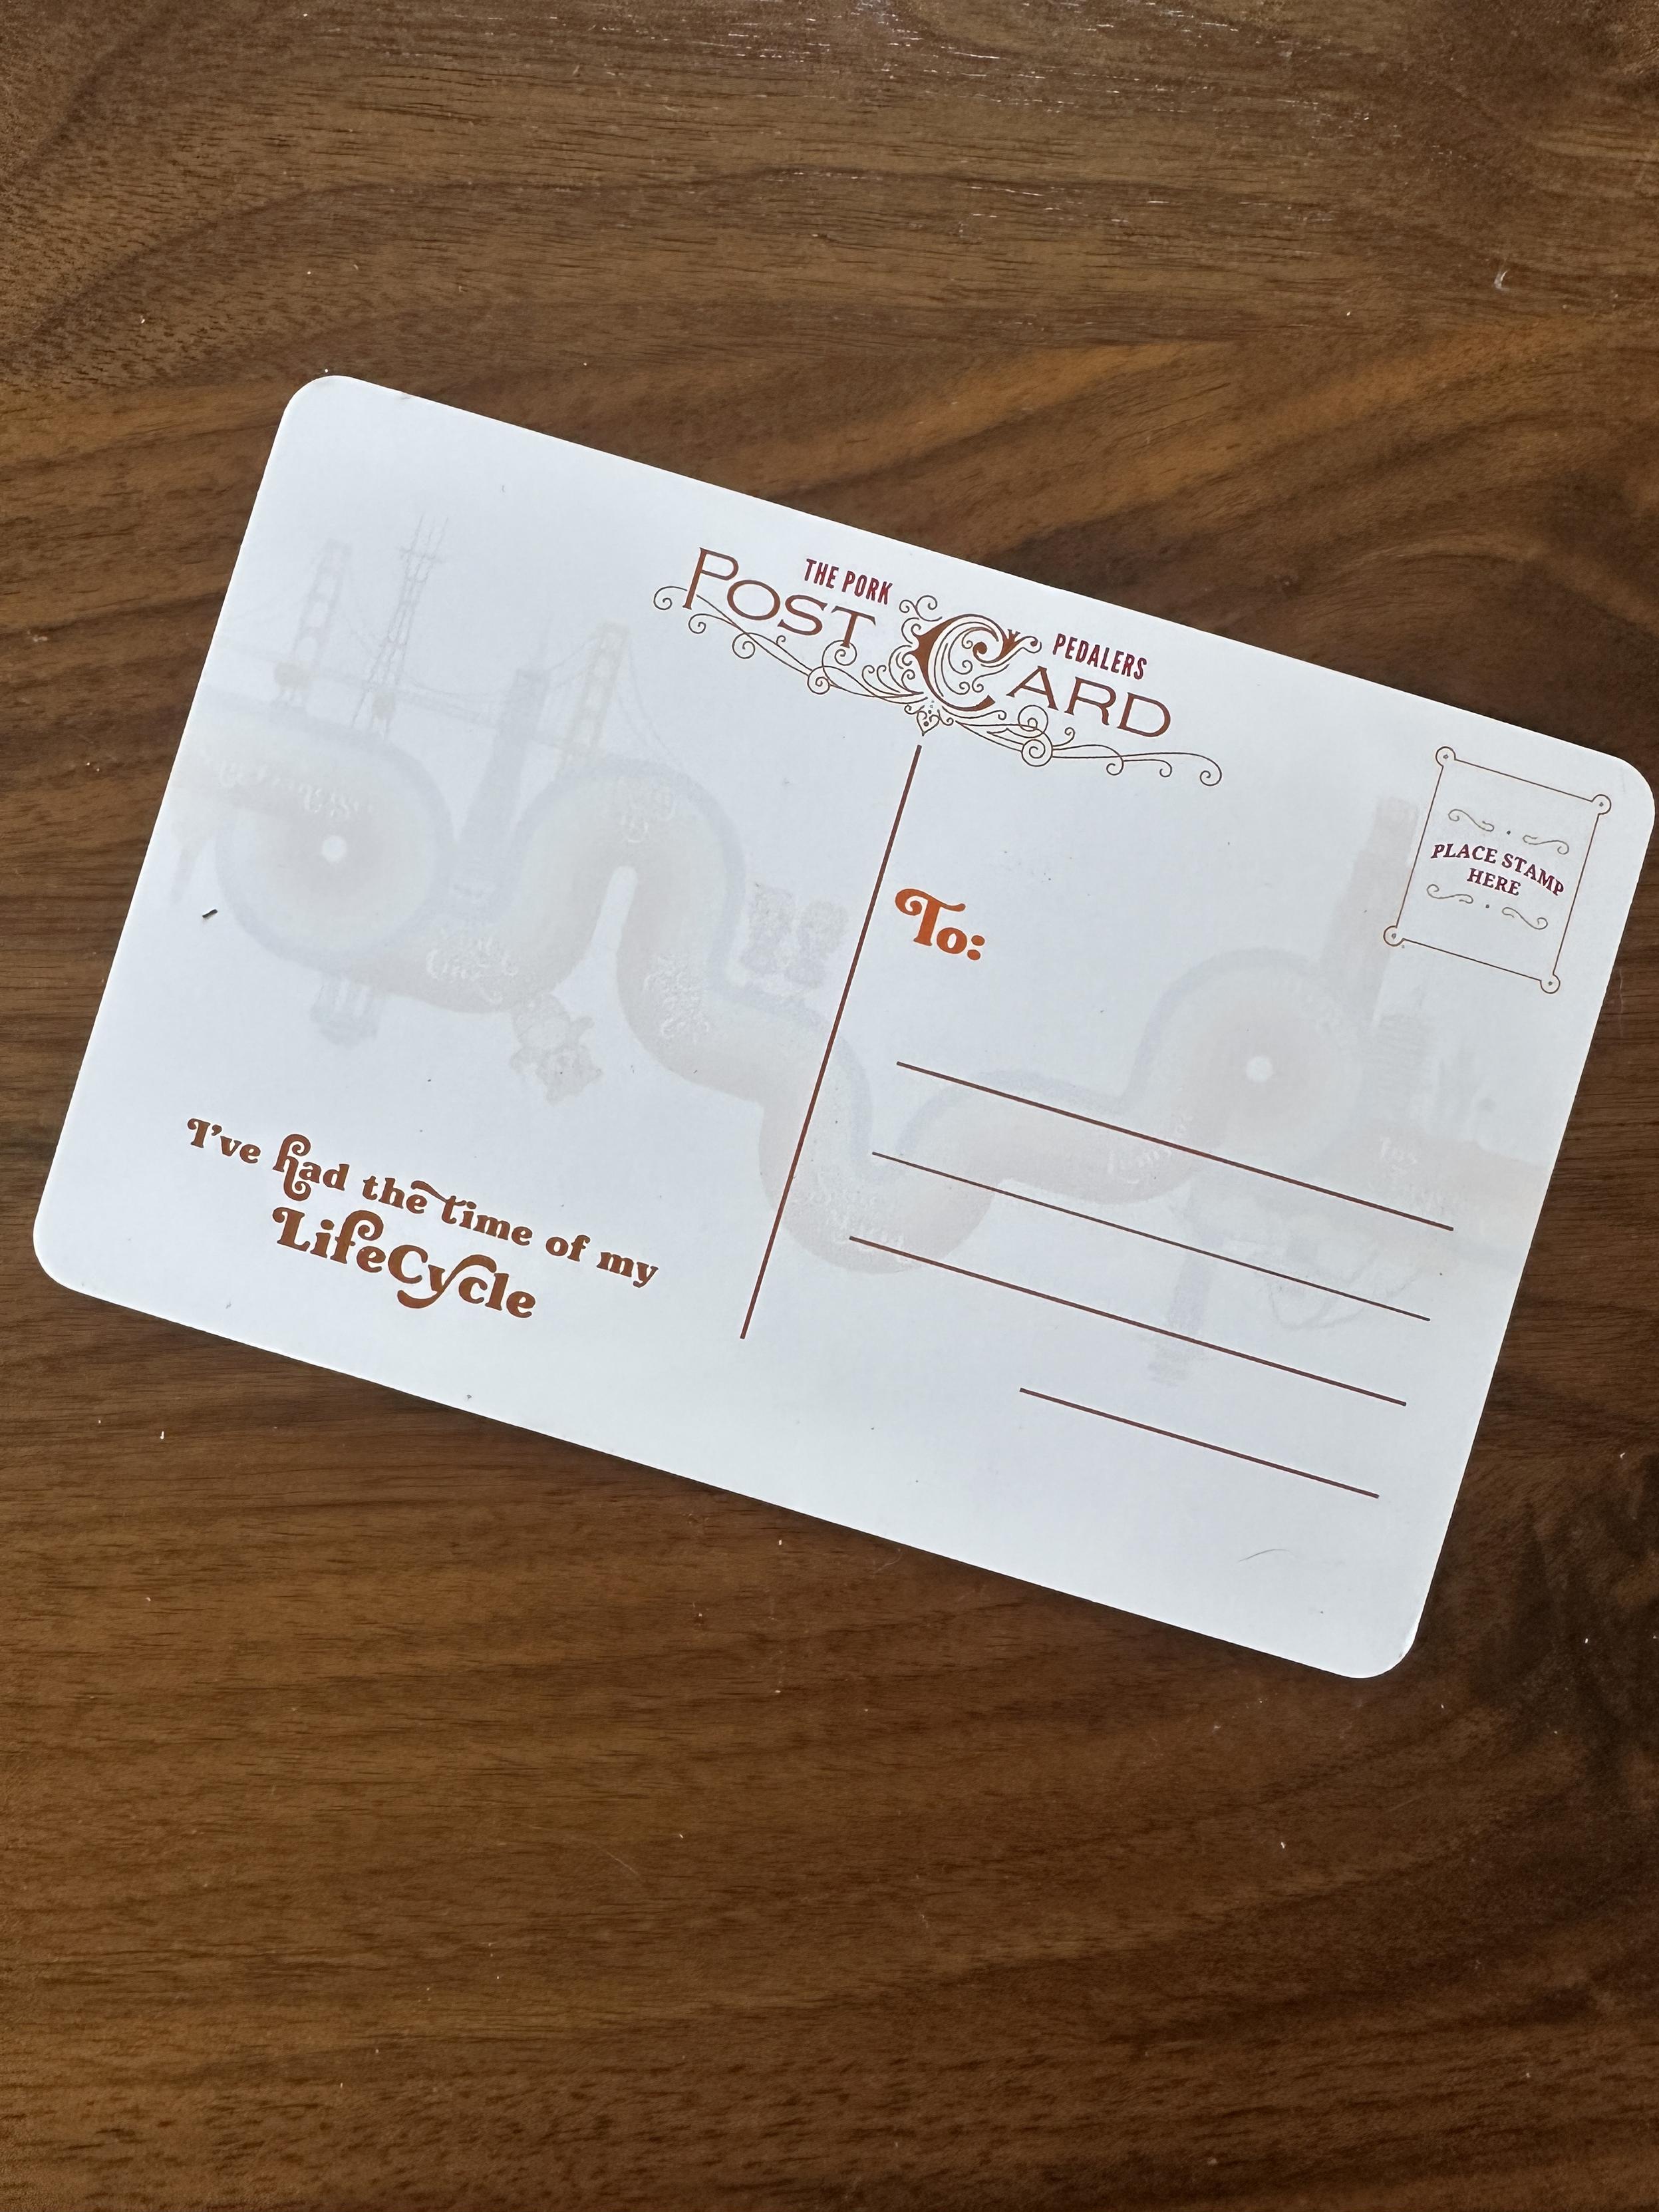 THE PORK PEDALERS
POST CARD
PLACE STAMP
HERE
To:
I've had the time of my
LifeCycle